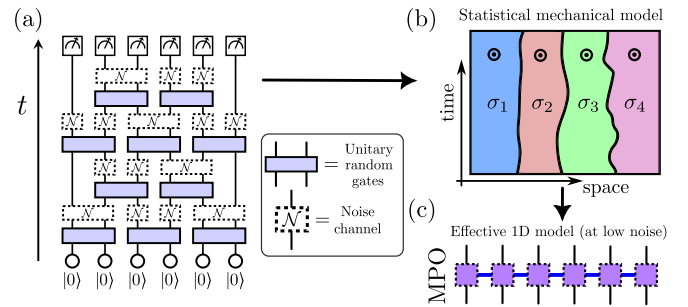 (a)
t
𝒩 𝒩
𝒩 𝒩 𝒩 𝒩 𝒩
𝒩 𝒩 𝒩
𝒩 𝒩 𝒩 𝒩
|0⟩ |0⟩ |0⟩ |0⟩ |0⟩ |0⟩
= Unitary
random
gates
𝒩 = Noise
channel
(b)
Statistical mechanical model
time
σ₁ σ₂ σ₃ σ₄
space
(c)
Effective 1D model (at low noise)
MPO